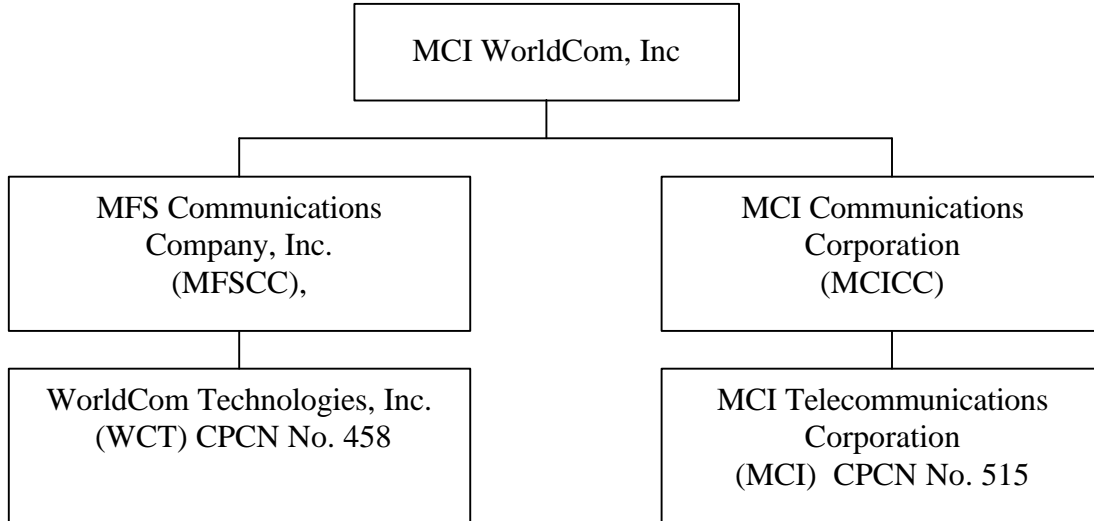 MCI WorldCom, Inc
MFS Communications
Company, Inc.
(MFSCC),
MCI Communications
Corporation
(MCICC)
WorldCom Technologies, Inc.
(WCT) CPCN No. 458
MCI Telecommunications
Corporation
(MCI) CPCN No. 515